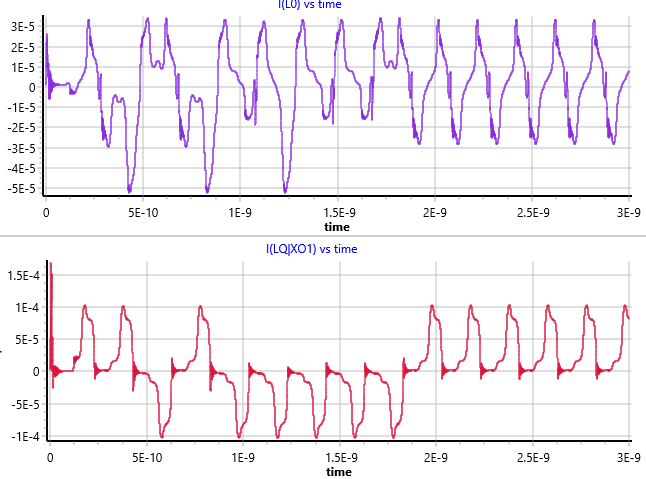 I(L0) vs time
3E-5
2E-5
1E-5
0
-1E-5
-2E-5
-3E-5
-4E-5
-5E-5
0 5E-10 1E-9 1.5E-9 2E-9 2.5E-9 3E-9
time
I(LQ|XO1) vs time
1.5E-4
1E-4
5E-5
0
-5E-5
-1E-4
0 5E-10 1E-9 1.5E-9 2E-9 2.5E-9 3E-9
time